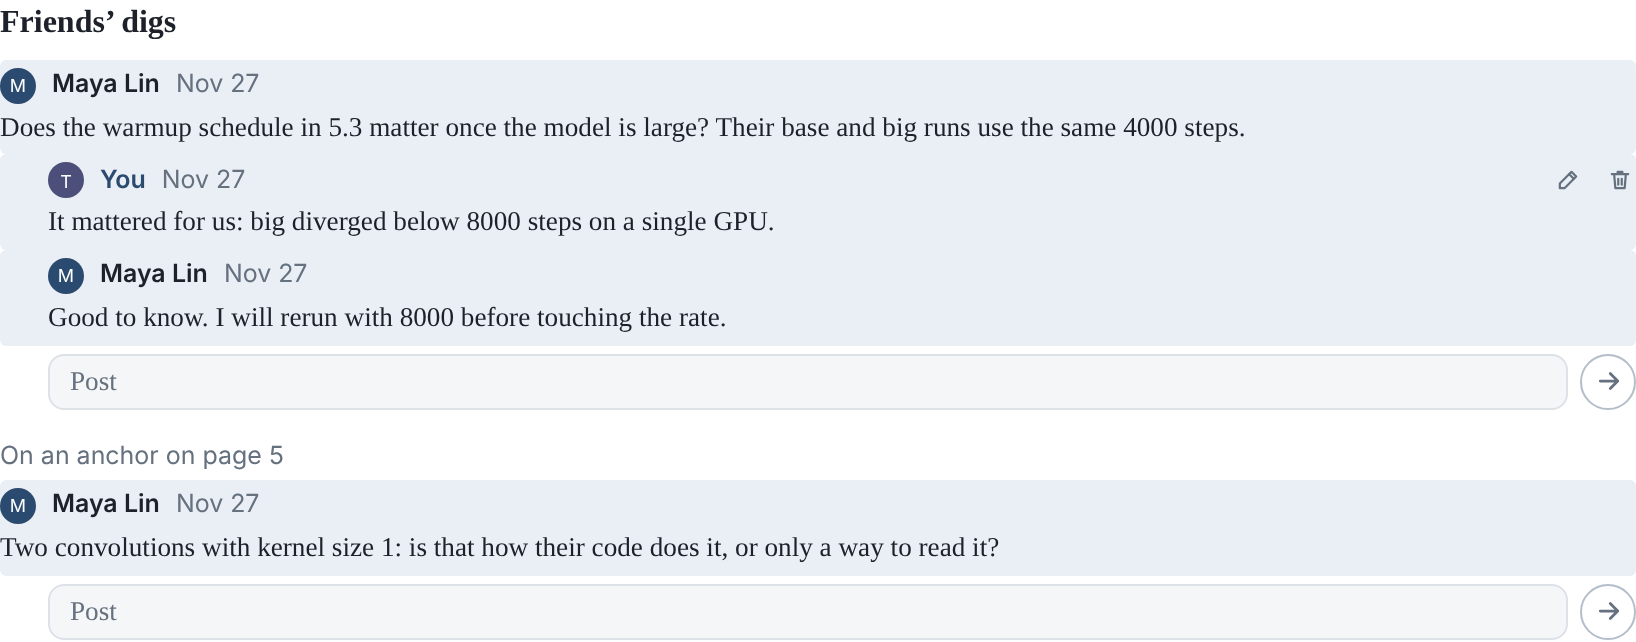 Friends’ digs
M Maya Lin Nov 27
Does the warmup schedule in 5.3 matter once the model is large? Their base and big runs use the same 4000 steps.
T You Nov 27
It mattered for us: big diverged below 8000 steps on a single GPU.
M Maya Lin Nov 27
Good to know. I will rerun with 8000 before touching the rate.
Post
On an anchor on page 5
M Maya Lin Nov 27
Two convolutions with kernel size 1: is that how their code does it, or only a way to read it?
Post